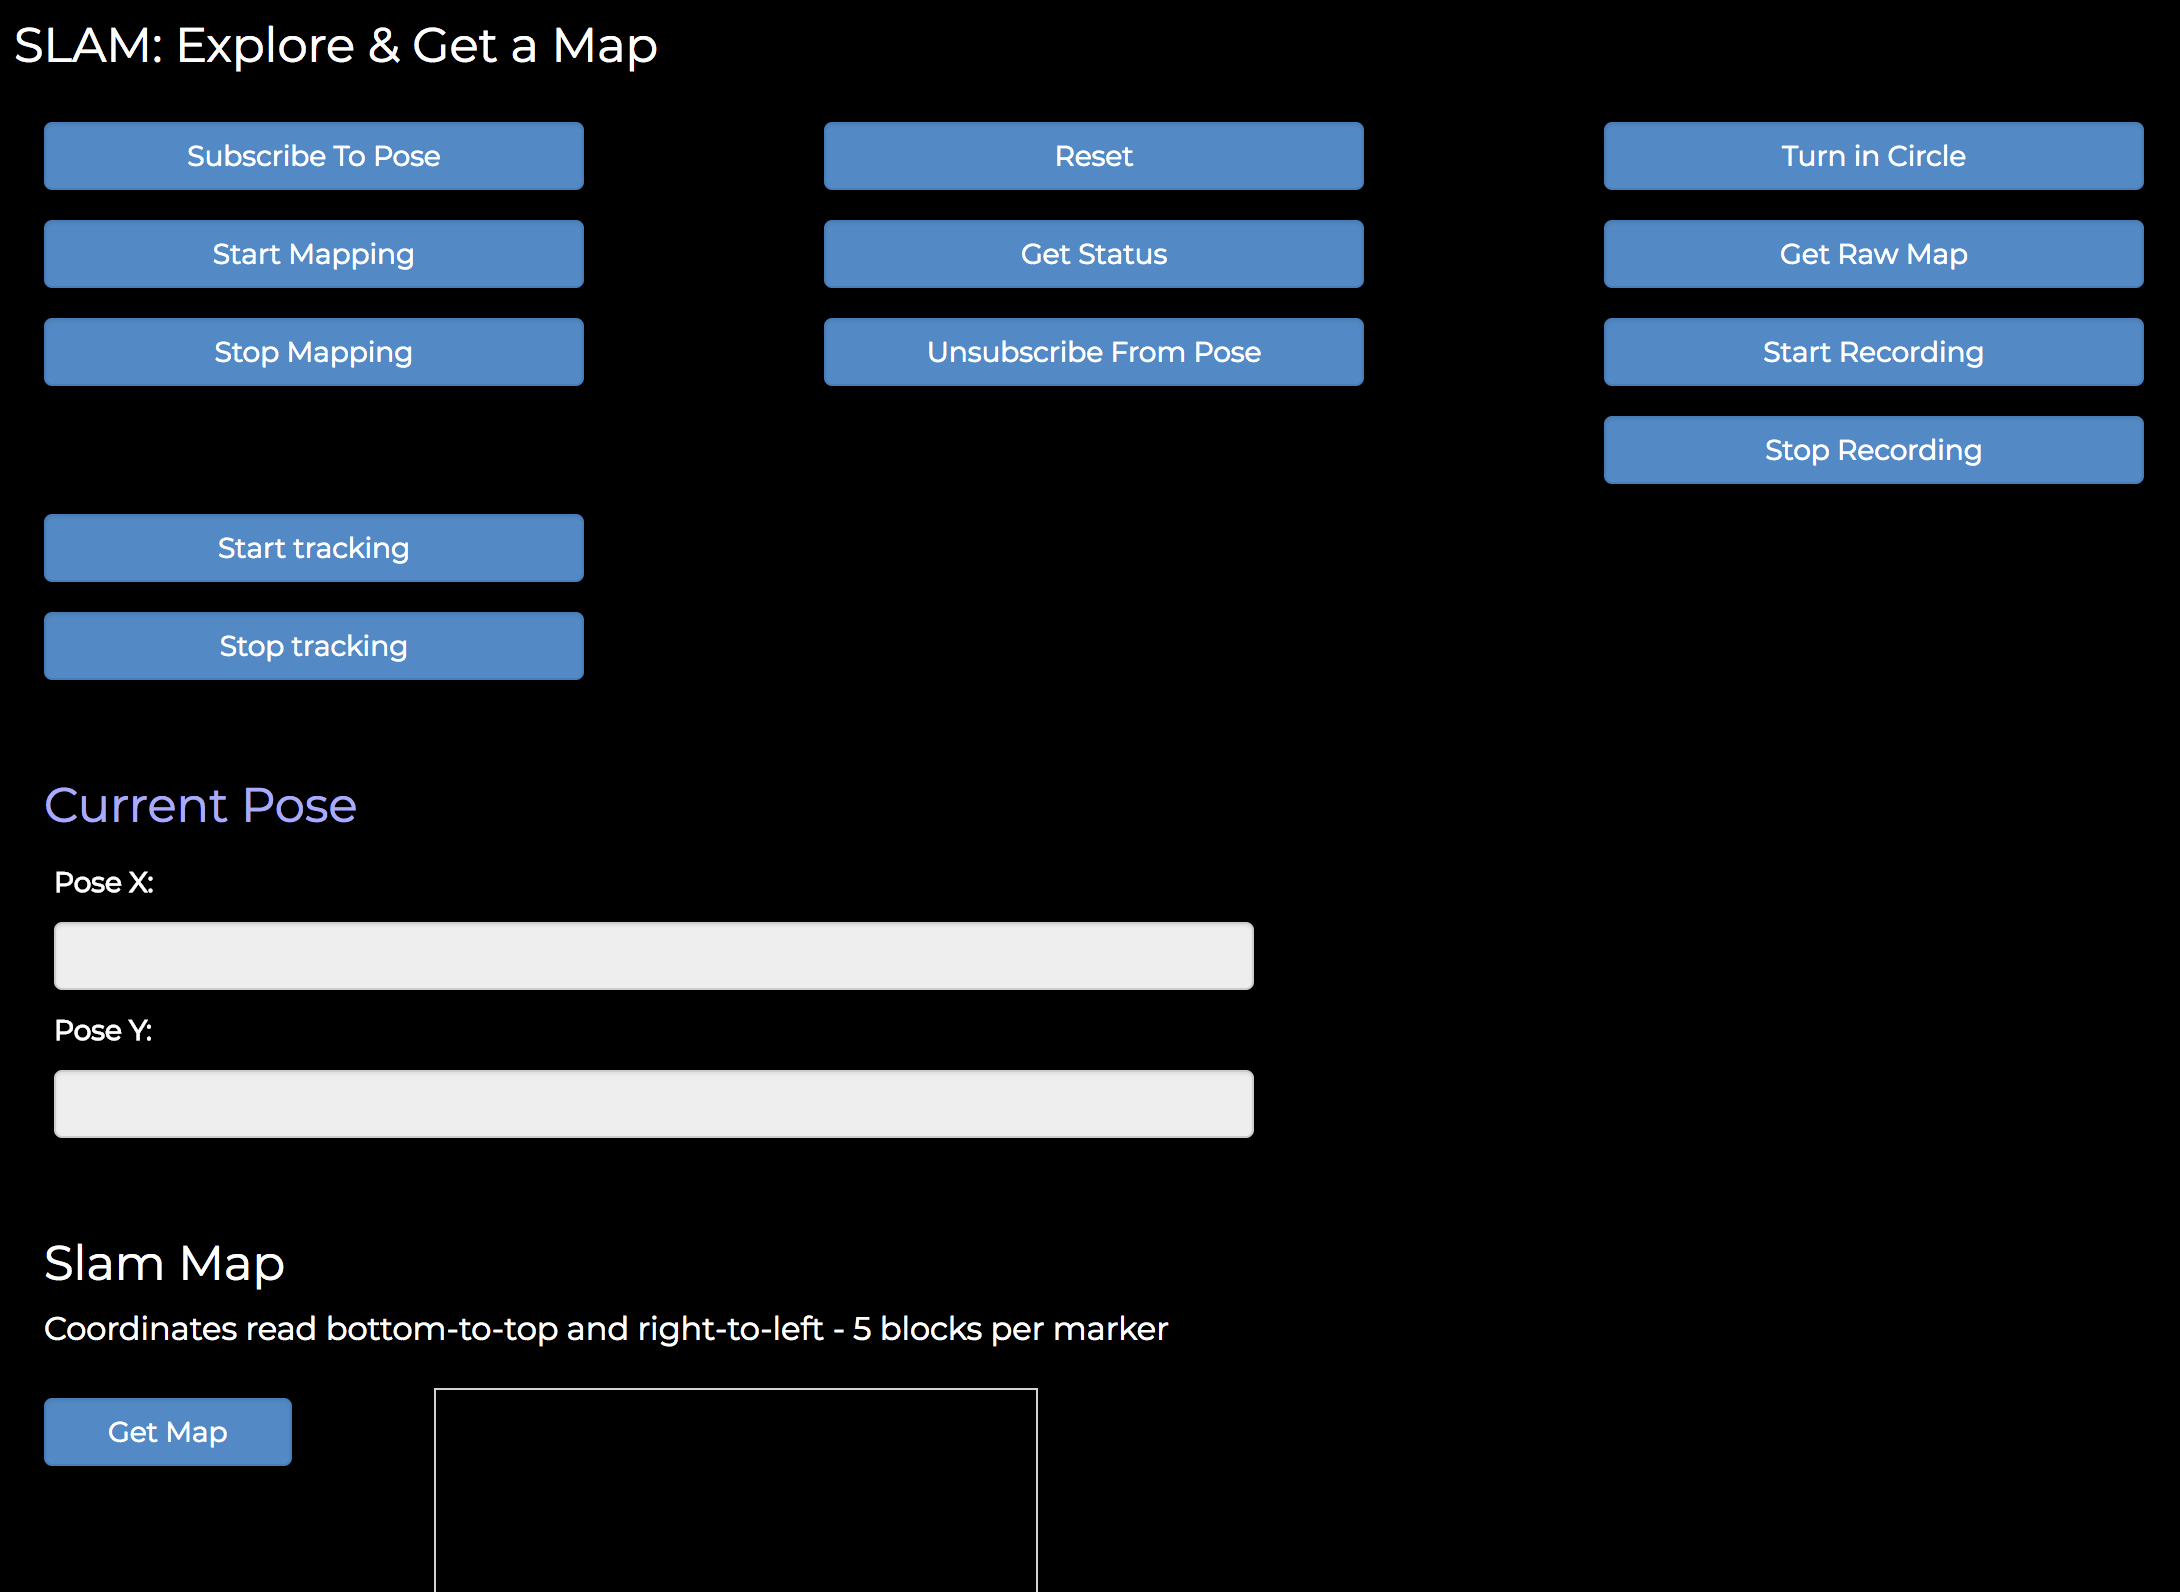 SLAM: Explore & Get a Map
Subscribe To Pose
Reset
Turn in Circle
Start Mapping
Get Status
Get Raw Map
Stop Mapping
Unsubscribe From Pose
Start Recording
Stop Recording
Start tracking
Stop tracking
Current Pose
Pose X:
Pose Y:
Slam Map
Coordinates read bottom-to-top and right-to-left - 5 blocks per marker
Get Map